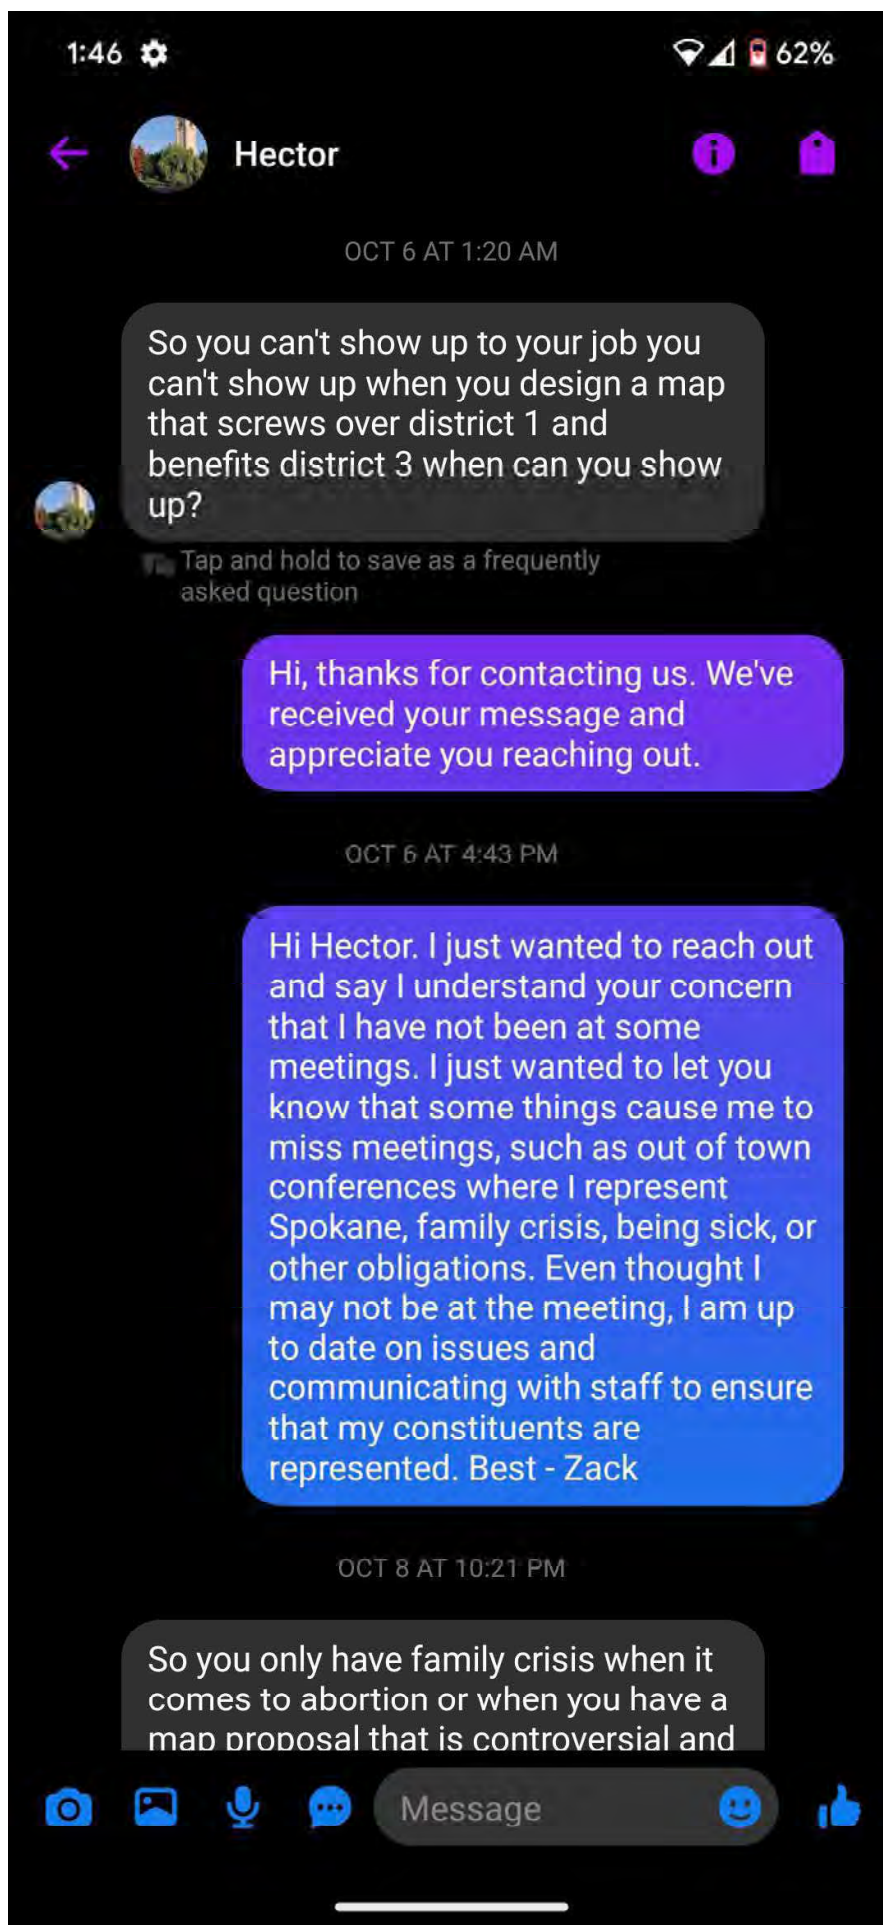 1:46
62%
Hector
OCT 6 AT 1:20 AM
So you can't show up to your job you
can't show up when you design a map
that screws over district 1 and
benefits district 3 when can you show
up?
Tap and hold to save as a frequently
asked question
Hi, thanks for contacting us. We've
received your message and
appreciate you reaching out.
OCT 6 AT 4:43 PM
Hi Hector. I just wanted to reach out
and say I understand your concern
that I have not been at some
meetings. I just wanted to let you
know that some things cause me to
miss meetings, such as out of town
conferences where I represent
Spokane, family crisis, being sick, or
other obligations. Even thought I
may not be at the meeting, I am up
to date on issues and
communicating with staff to ensure
that my constituents are
represented. Best - Zack
OCT 8 AT 10:21 PM
So you only have family crisis when it
comes to abortion or when you have a
map proposal that is controversial and
Message